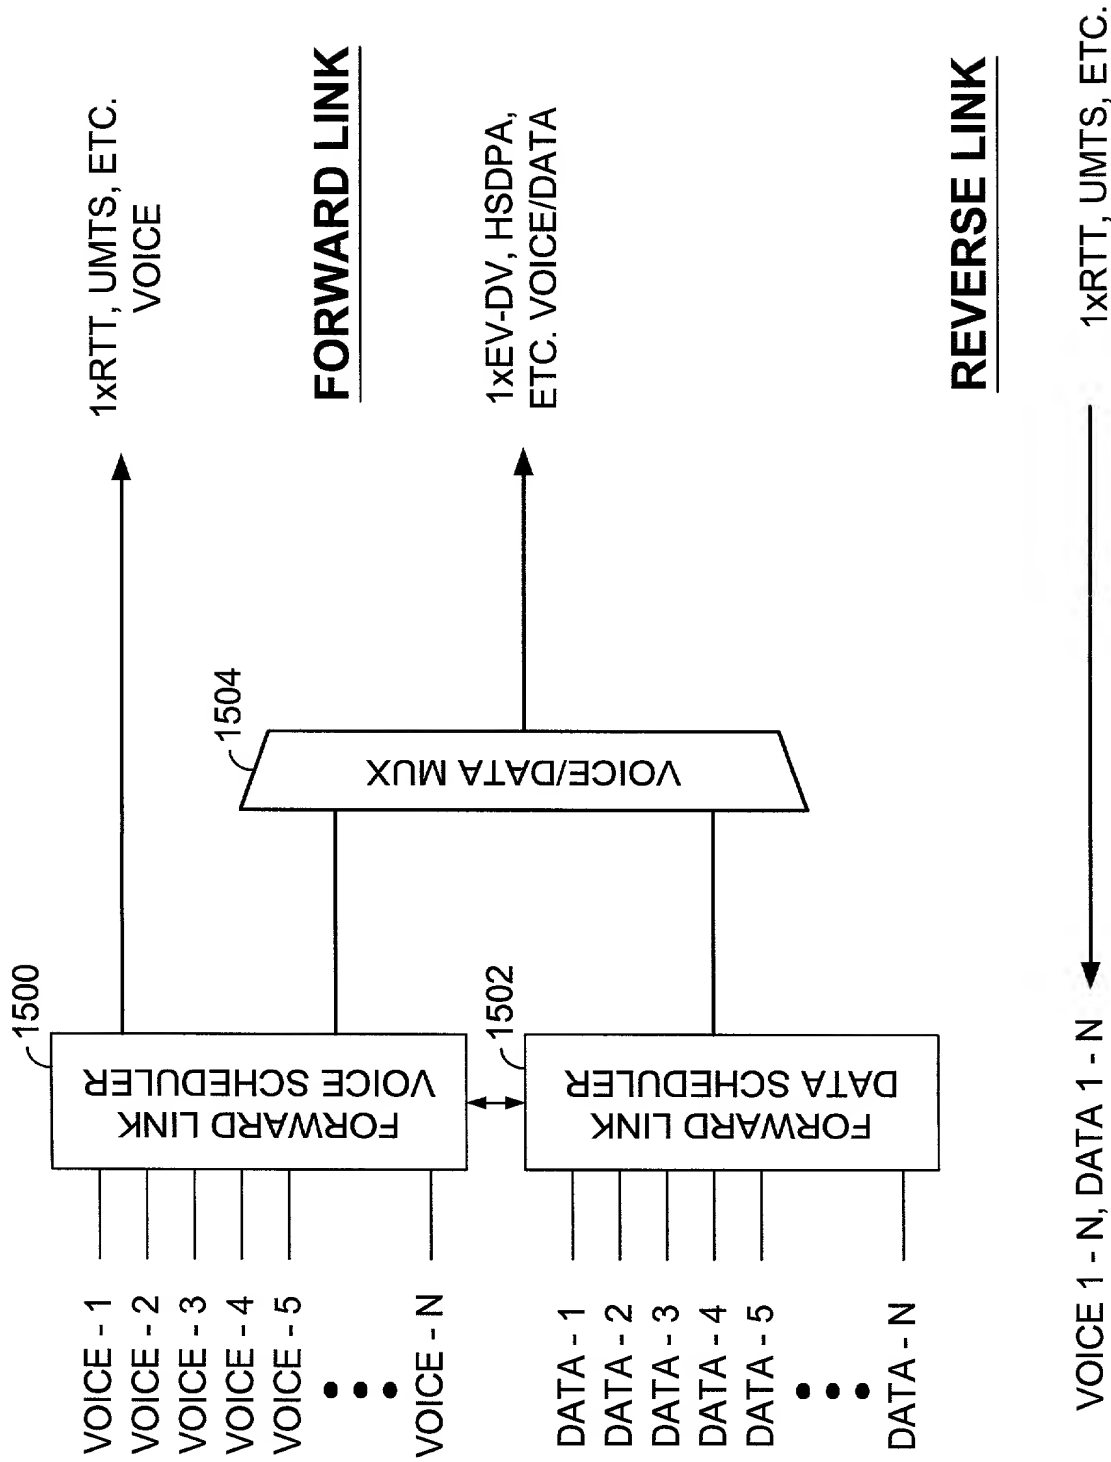 VOICE - 1
VOICE - 2
VOICE - 3
VOICE - 4
VOICE - 5
VOICE - N
1500
FORWARD LINK
VOICE SCHEDULER
1xRTT, UMTS, ETC.
VOICE
FORWARD LINK
DATA - 1
DATA - 2
DATA - 3
DATA - 4
DATA - 5
DATA - N
1502
FORWARD LINK
DATA SCHEDULER
1504
VOICE/DATA MUX
1xEV-DV, HSDPA,
ETC. VOICE/DATA
REVERSE LINK
VOICE 1 - N, DATA 1 - N
1xRTT, UMTS, ETC.